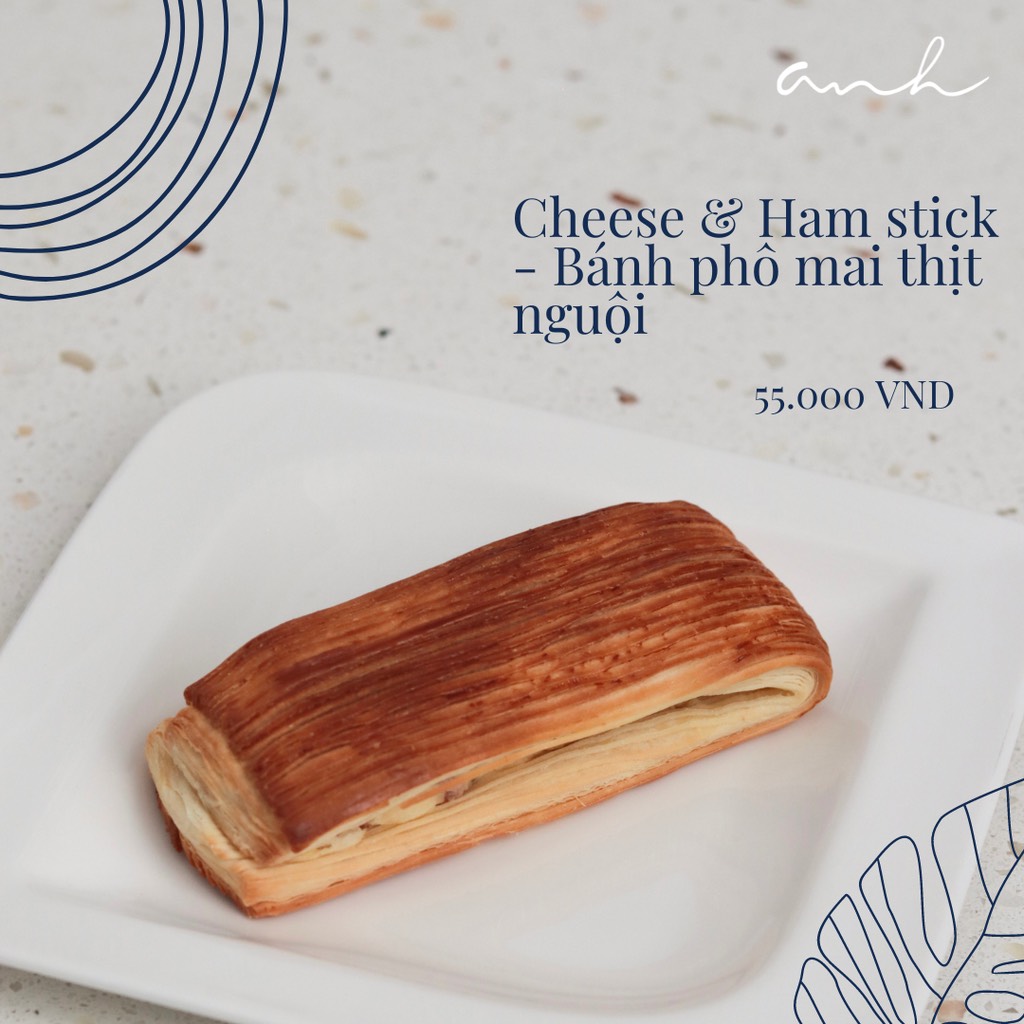 anh
Cheese & Ham stick
- Bánh phô mai thịt
nguội
55.000 VND